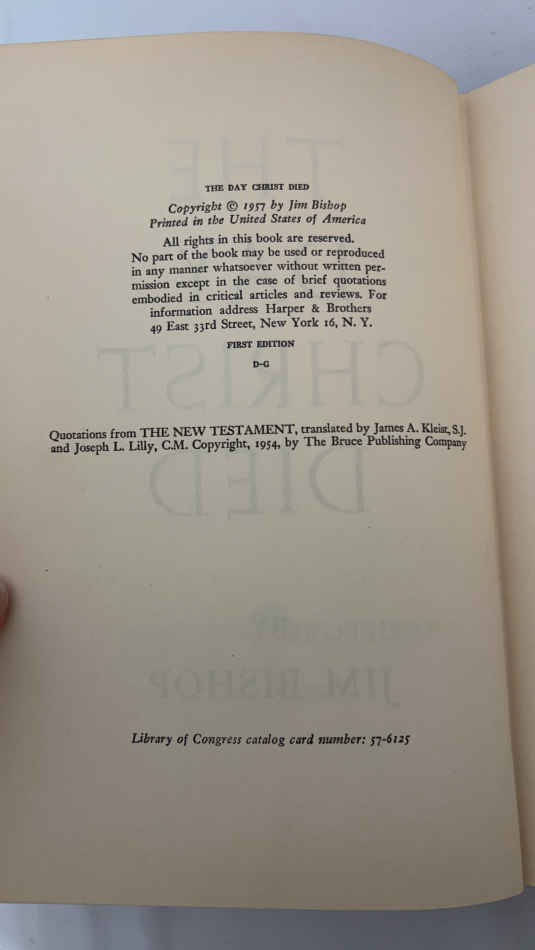 THE DAY CHRIST DIED
Copyright © 1957 by Jim Bishop
Printed in the United States of America
All rights in this book are reserved.
No part of the book may be used or reproduced
in any manner whatsoever without written per-
mission except in the case of brief quotations
embodied in critical articles and reviews. For
information address Harper & Brothers
49 East 33rd Street, New York 16, N. Y.
FIRST EDITION
D-G
Quotations from THE NEW TESTAMENT, translated by James A. Kleist, S.J.
and Joseph L. Lilly, C.M. Copyright, 1954, by The Bruce Publishing Company
Library of Congress catalog card number: 57-6125